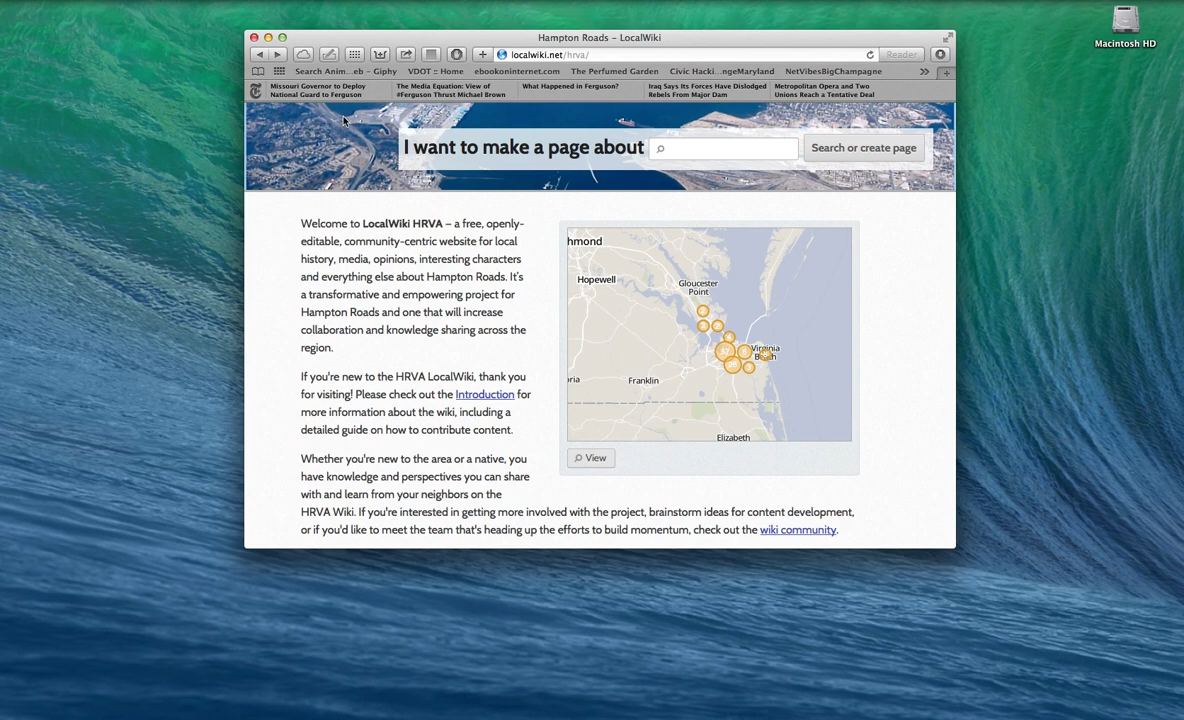 Hampton Roads – LocalWiki
Macintosh HD
localwiki.net/hrva/
Reader
Search Anim...eb – Giphy VDOT :: Home ebookoninternet.com The Perfumed Garden Civic Hacki...ngeMaryland NetVibesBigChampagne
Missouri Governor to Deploy
National Guard to Ferguson
The Media Equation: View of
#Ferguson Thrust Michael Brown
What Happened in Ferguson?
Iraq Says Its Forces Have Dislodged
Rebels From Major Dam
Metropolitan Opera and Two
Unions Reach a Tentative Deal
I want to make a page about
Search or create page
Welcome to LocalWiki HRVA – a free, openly-
editable, community-centric website for local
history, media, opinions, interesting characters
and everything else about Hampton Roads. It's
a transformative and empowering project for
Hampton Roads and one that will increase
collaboration and knowledge sharing across the
region.
If you're new to the HRVA LocalWiki, thank you
for visiting! Please check out the Introduction for
more information about the wiki, including a
detailed guide on how to contribute content.
Whether you're new to the area or a native, you
have knowledge and perspectives you can share
with and learn from your neighbors on the
HRVA Wiki. If you're interested in getting more involved with the project, brainstorm ideas for content development,
or if you'd like to meet the team that's heading up the efforts to build momentum, check out the wiki community.
hmond
Hopewell
Gloucester
Point
Virginia
Beach
Franklin
ria
Elizabeth
View